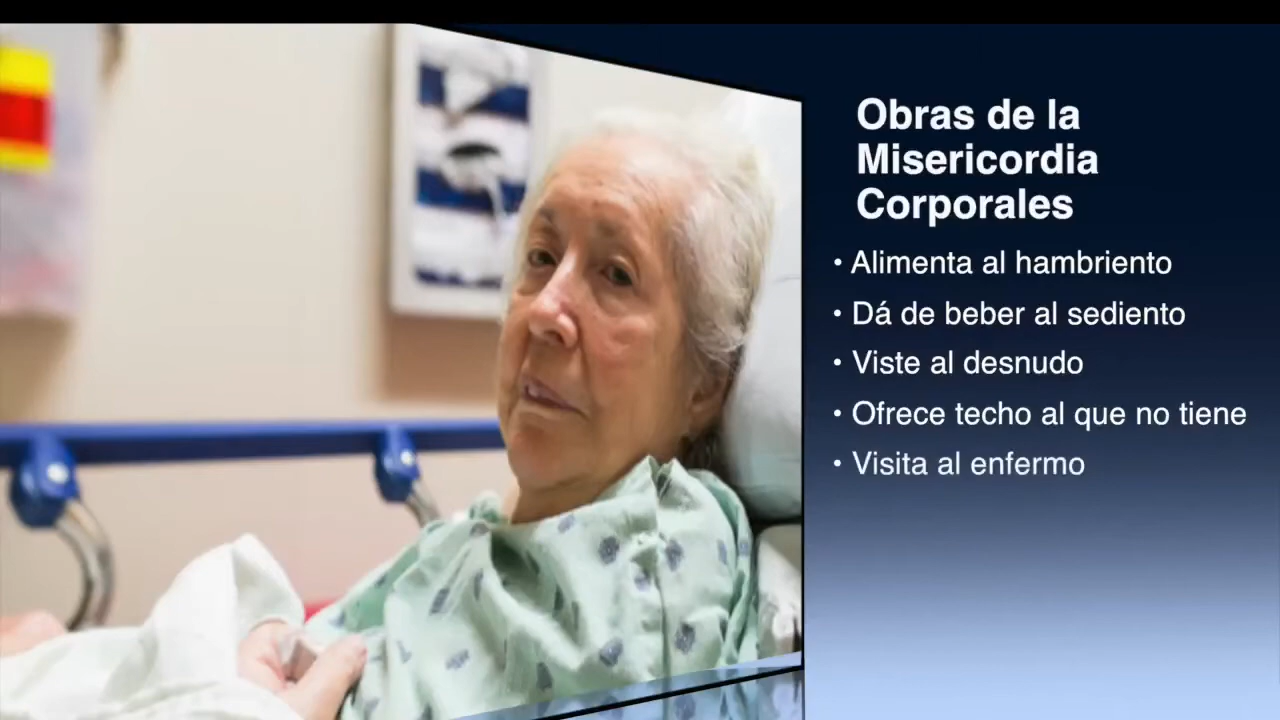 Obras de la
Misericordia
Corporales
• Alimenta al hambriento
• Dá de beber al sediento
• Viste al desnudo
• Ofrece techo al que no tiene
• Visita al enfermo